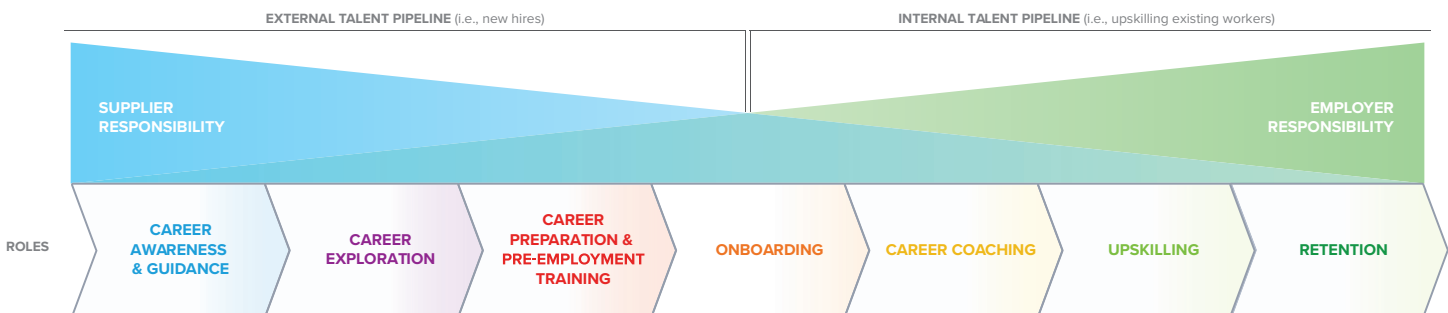 EXTERNAL TALENT PIPELINE (i.e., new hires)
INTERNAL TALENT PIPELINE (i.e., upskilling existing workers)
SUPPLIER
RESPONSIBILITY
EMPLOYER
RESPONSIBILITY
ROLES
CAREER
AWARENESS
& GUIDANCE
CAREER
EXPLORATION
CAREER
PREPARATION &
PRE-EMPLOYMENT
TRAINING
ONBOARDING
CAREER COACHING
UPSKILLING
RETENTION